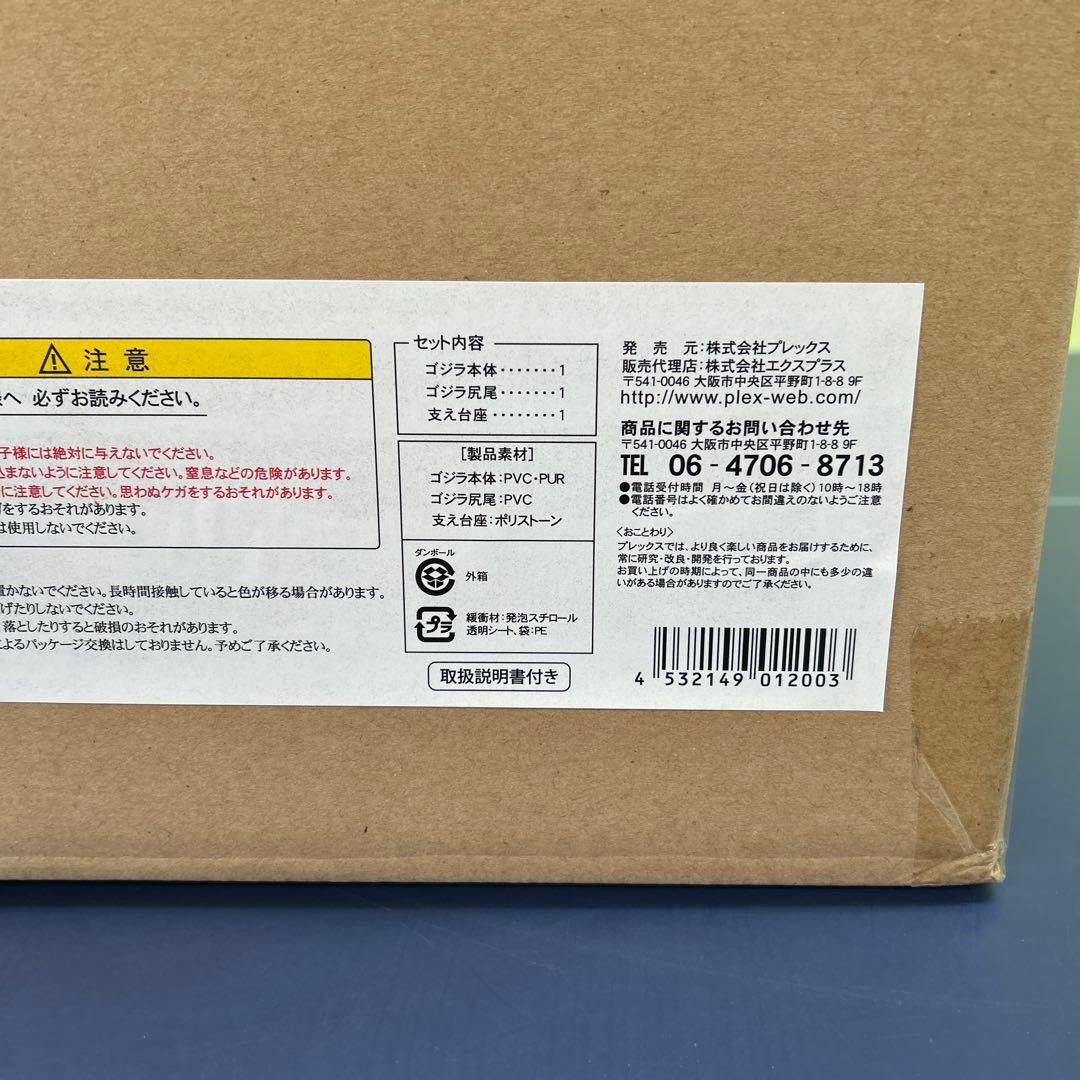 注意
へ 必ずお読みください。
子様には絶対に与えないでください。
込まないように注意してください。窒息などの危険があります。
に注意してください。思わぬケガをするおそれがあります。
をするおそれがあります。
は使用しないでください。
置かないでください。長時間接触していると色が移る場合があります。
げたりしないでください。
落としたりすると破損のおそれがあります。
によるパッケージ交換はしておりません。予めご了承ください。
セット内容
ゴジラ本体・・・・・・・1
ゴジラ尻尾・・・・・・・1
支え台座・・・・・・・・1
[製品素材]
ゴジラ本体:PVC・PUR
ゴジラ尻尾:PVC
支え台座:ポリストーン
ダンボール
外箱
プラ
緩衝材:発泡スチロール
透明シート、袋:PE
取扱説明書付き
発 売 元:株式会社プレックス
販売代理店:株式会社エクスプラス
〒541-0046 大阪市中央区平野町1-8-8 9F
http://www.plex-web.com/
商品に関するお問い合わせ先
〒541-0046 大阪市中央区平野町1-8-8 9F
TEL 06-4706-8713
●電話受付時間 月〜金(祝日は除く)10時〜18時
●電話番号はよく確かめてお間違えのないようご注意
ください。
〈おことわり〉
プレックスでは、より良く楽しい商品をお届けするために、
常に研究・改良・開発を行っております。
お買い上げの時期によって、同一商品の中にも多少の違
いがある場合がありますのでご了承ください。
4 532149 012003